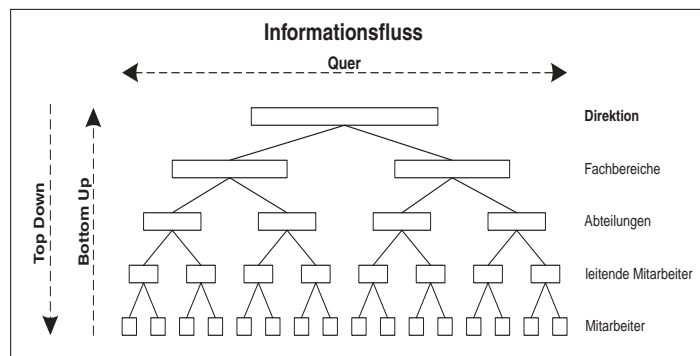 Informationsfluss
Quer
Direktion
Fachbereiche
Abteilungen
leitende Mitarbeiter
Mitarbeiter
Top Down
Bottom Up